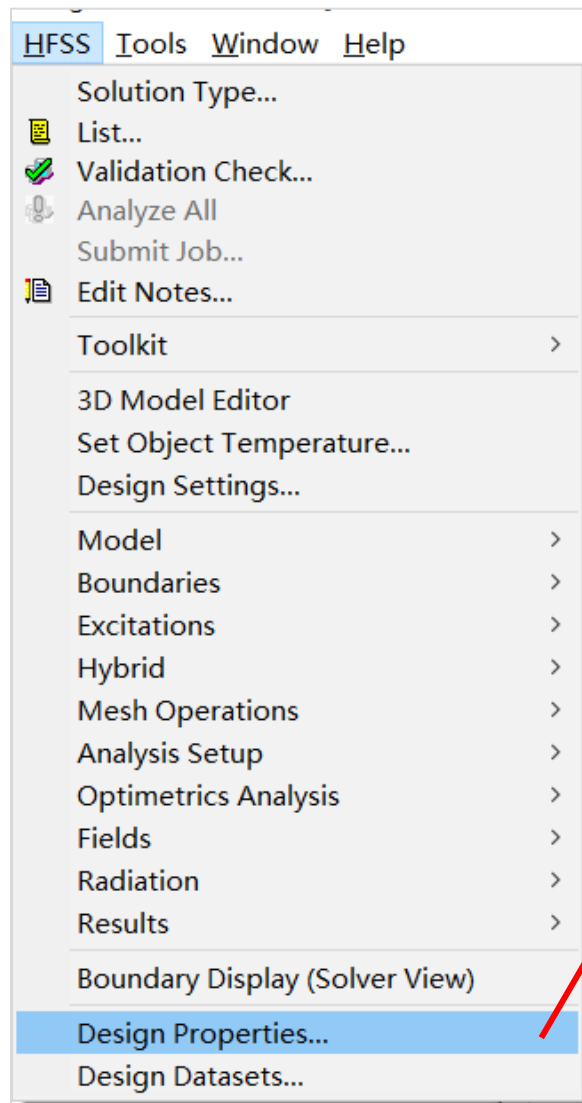 HFSS Tools Window Help
Solution Type...
List...
Validation Check...
Analyze All
Submit Job...
Edit Notes...
Toolkit
3D Model Editor
Set Object Temperature...
Design Settings...
Model
Boundaries
Excitations
Hybrid
Mesh Operations
Analysis Setup
Optimetrics Analysis
Fields
Radiation
Results
Boundary Display (Solver View)
Design Properties...
Design Datasets...